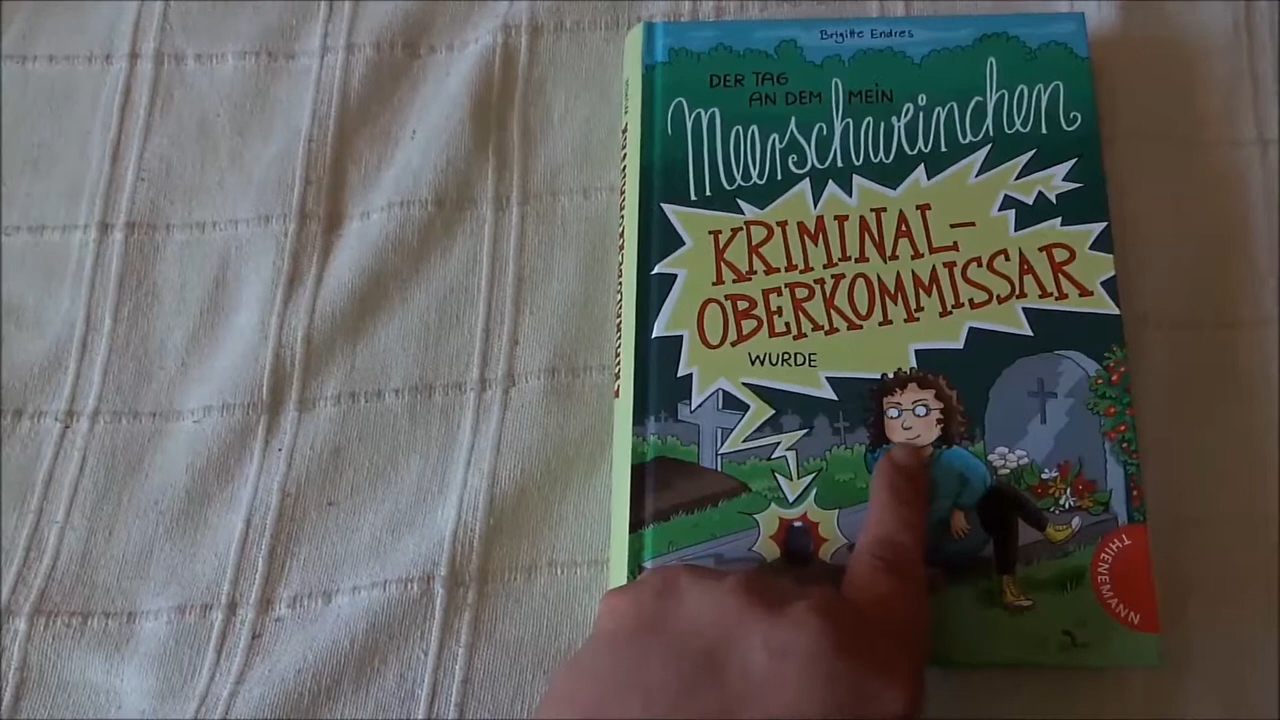 Brigitte Endres
DER TAG
AN DEM MEIN
Meerschweinchen
KRIMINAL-
OBERKOMMISSAR
WURDE
THIENEMANN